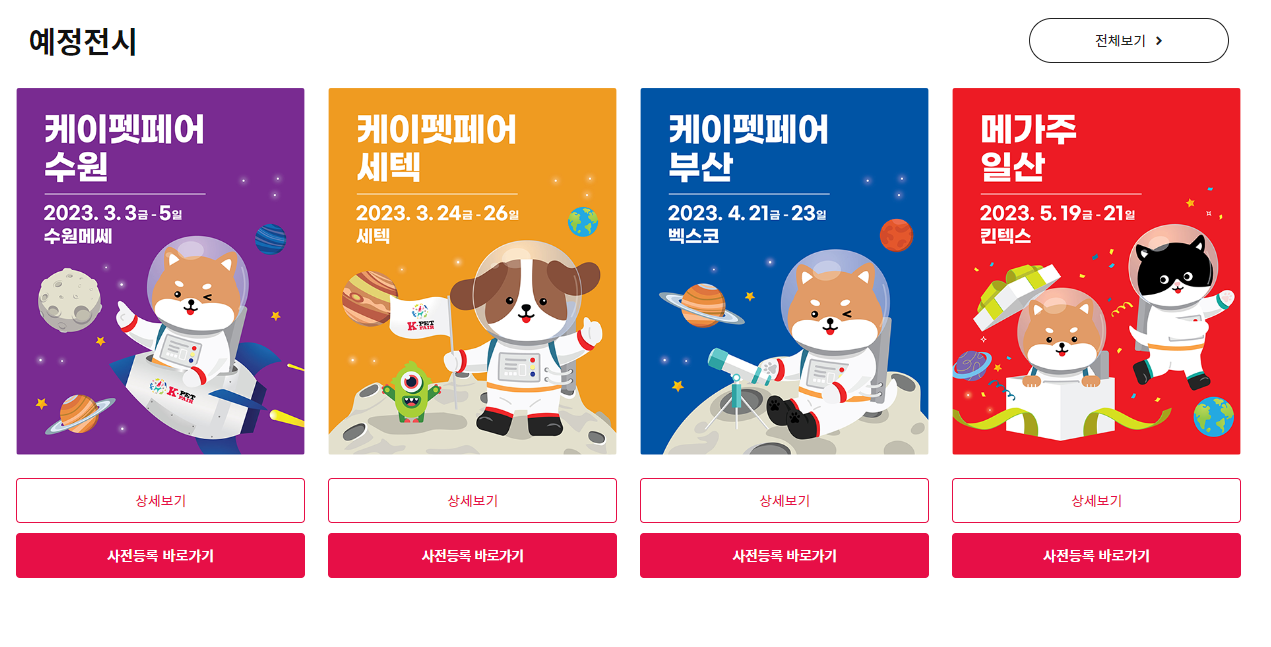 예정전시
전체보기
케이펫페어
수원
2023. 3. 3금 - 5일
수원메쎄
K-PET
FAIR
상세보기
사전등록 바로가기
케이펫페어
세텍
2023. 3. 24금 - 26일
세텍
K-PET
FAIR
상세보기
사전등록 바로가기
케이펫페어
부산
2023. 4. 21금 - 23일
벡스코
상세보기
사전등록 바로가기
메가주
일산
2023. 5. 19금 - 21일
킨텍스
상세보기
사전등록 바로가기